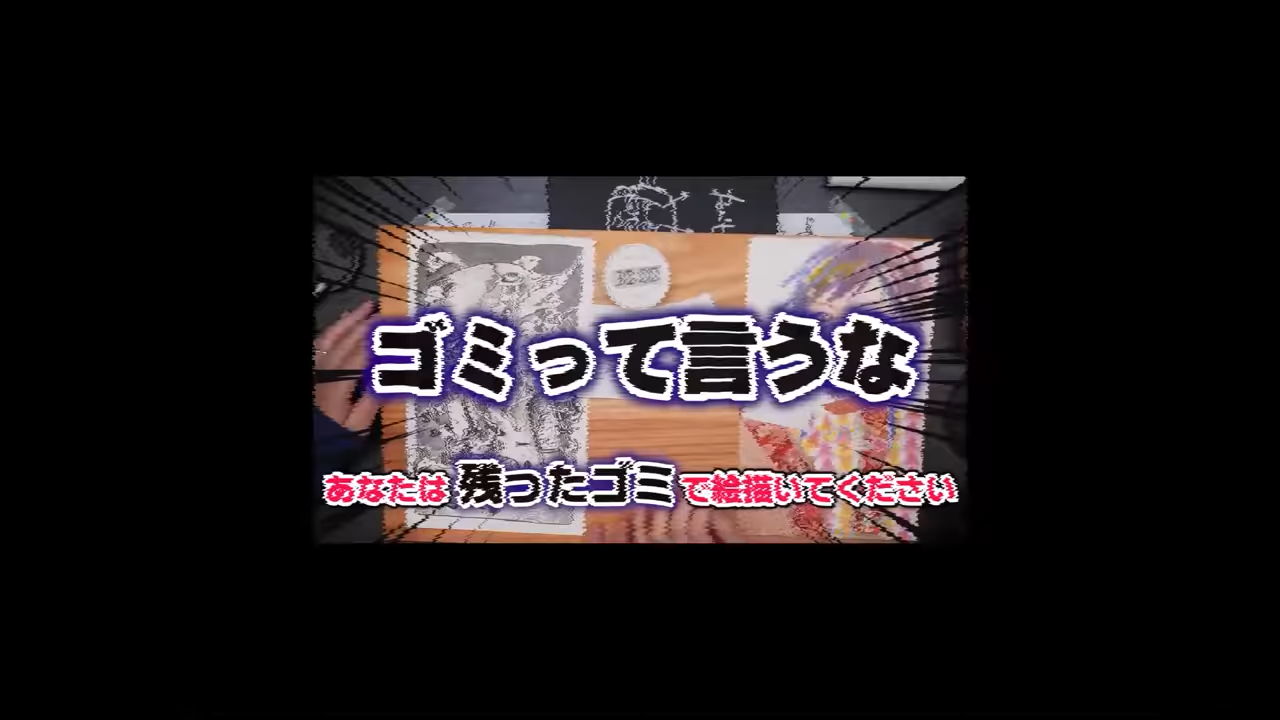 ゴミって言うな
あなたは 残ったゴミ で絵描いてください